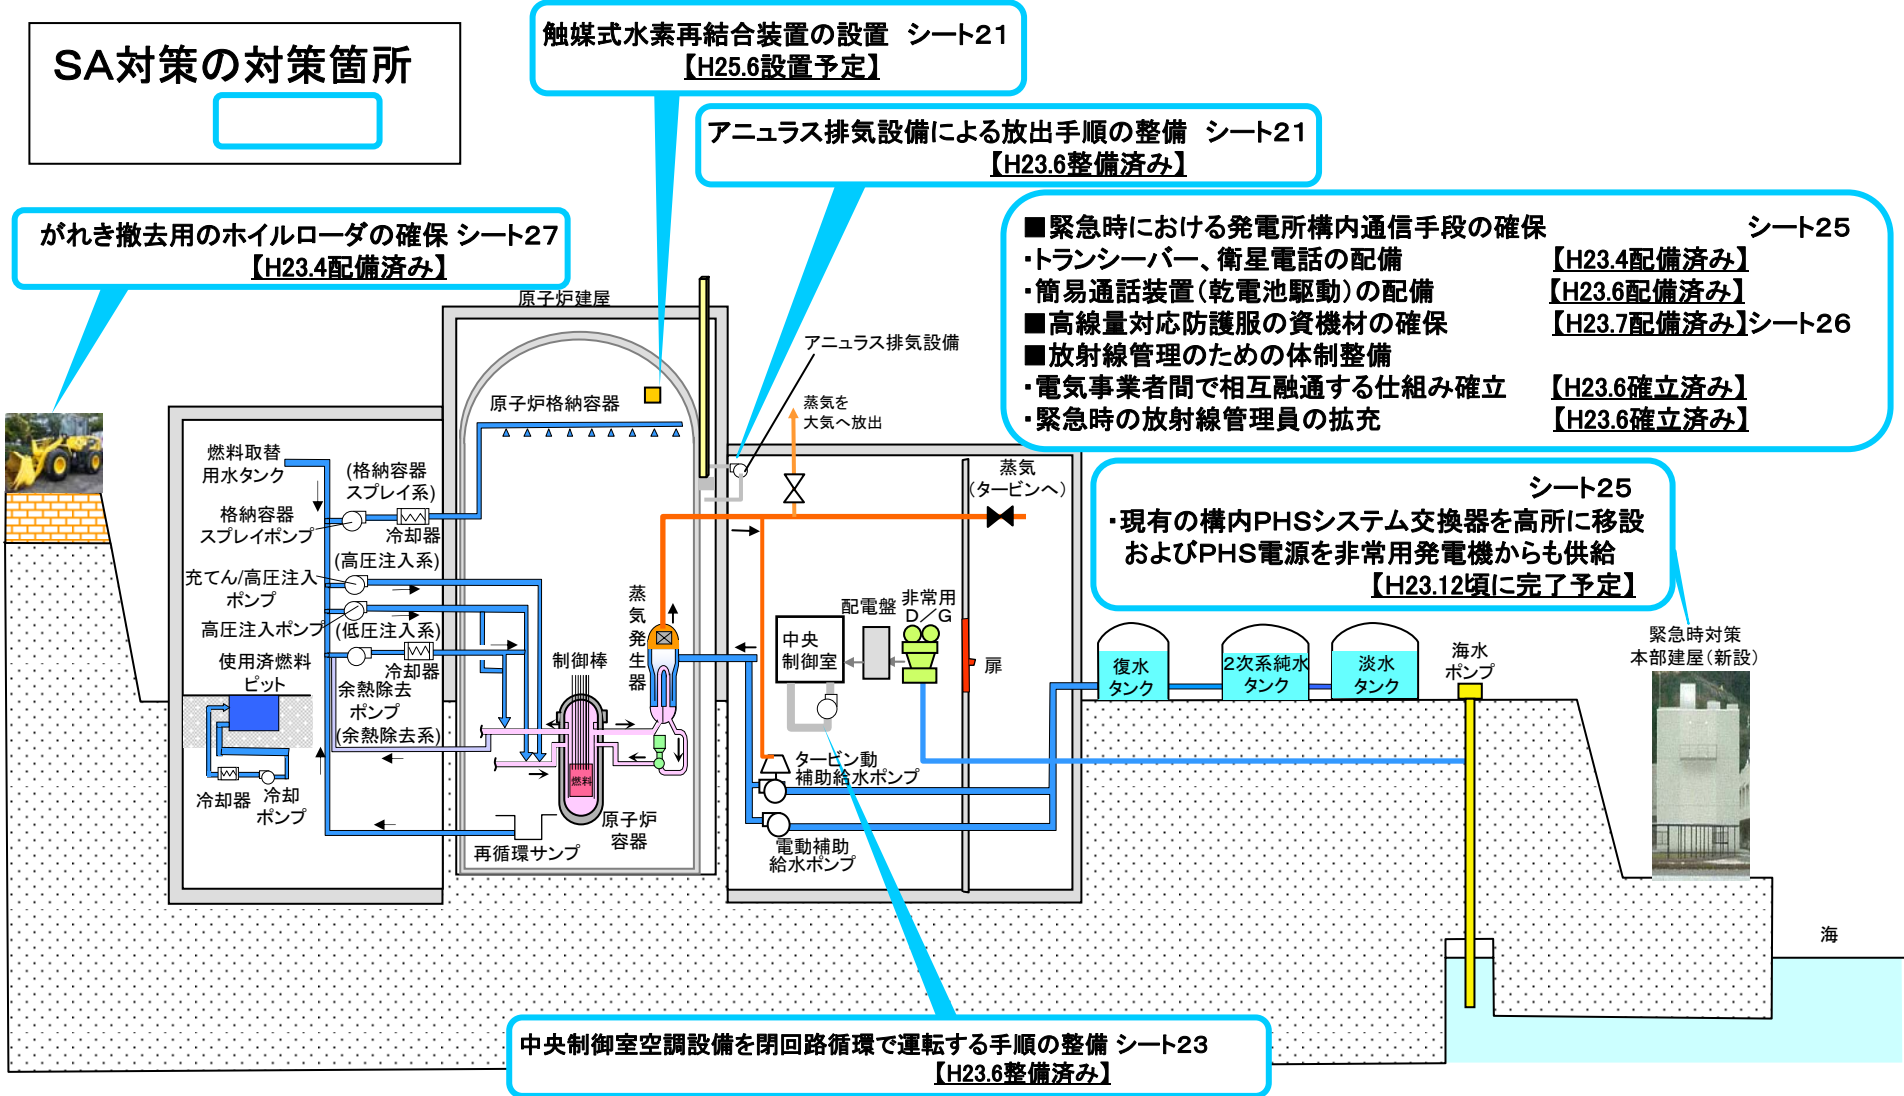 SA対策の対策箇所
触媒式水素再結合装置の設置 シート21
【H25.6設置予定】
アニュラス排気設備による放出手順の整備 シート21
【H23.6整備済み】
がれき撤去用のホイルローダの確保 シート27
【H23.4配備済み】
■緊急時における発電所構内通信手段の確保 シート25
・トランシーバー、衛星電話の配備 【H23.4配備済み】
・簡易通話装置(乾電池駆動)の配備 【H23.6配備済み】
■高線量対応防護服の資機材の確保 【H23.7配備済み】シート26
■放射線管理のための体制整備
・電気事業者間で相互融通する仕組み確立 【H23.6確立済み】
・緊急時の放射線管理員の拡充 【H23.6確立済み】
シート25
・現有の構内PHSシステム交換器を高所に移設
およびPHS電源を非常用発電機からも供給
【H23.12頃に完了予定】
原子炉建屋
アニュラス排気設備
原子炉格納容器
蒸気を
大気へ放出
蒸気
(タービンへ)
燃料取替
用水タンク
(格納容器
スプレイ系)
格納容器
スプレイポンプ
冷却器
(高圧注入系)
充てん/高圧注入
ポンプ
高圧注入ポンプ
(低圧注入系)
冷却器
使用済燃料
ピット
余熱除去
ポンプ
(余熱除去系)
冷却器
冷却
ポンプ
再循環サンプ
制御棒
燃料
原子炉
容器
蒸気発生器
中央
制御室
配電盤
非常用
D/G
扉
タービン動
補助給水ポンプ
電動補助
給水ポンプ
復水
タンク
2次系純水
タンク
淡水
タンク
海水
ポンプ
緊急時対策
本部建屋(新設)
海
中央制御室空調設備を閉回路循環で運転する手順の整備 シート23
【H23.6整備済み】